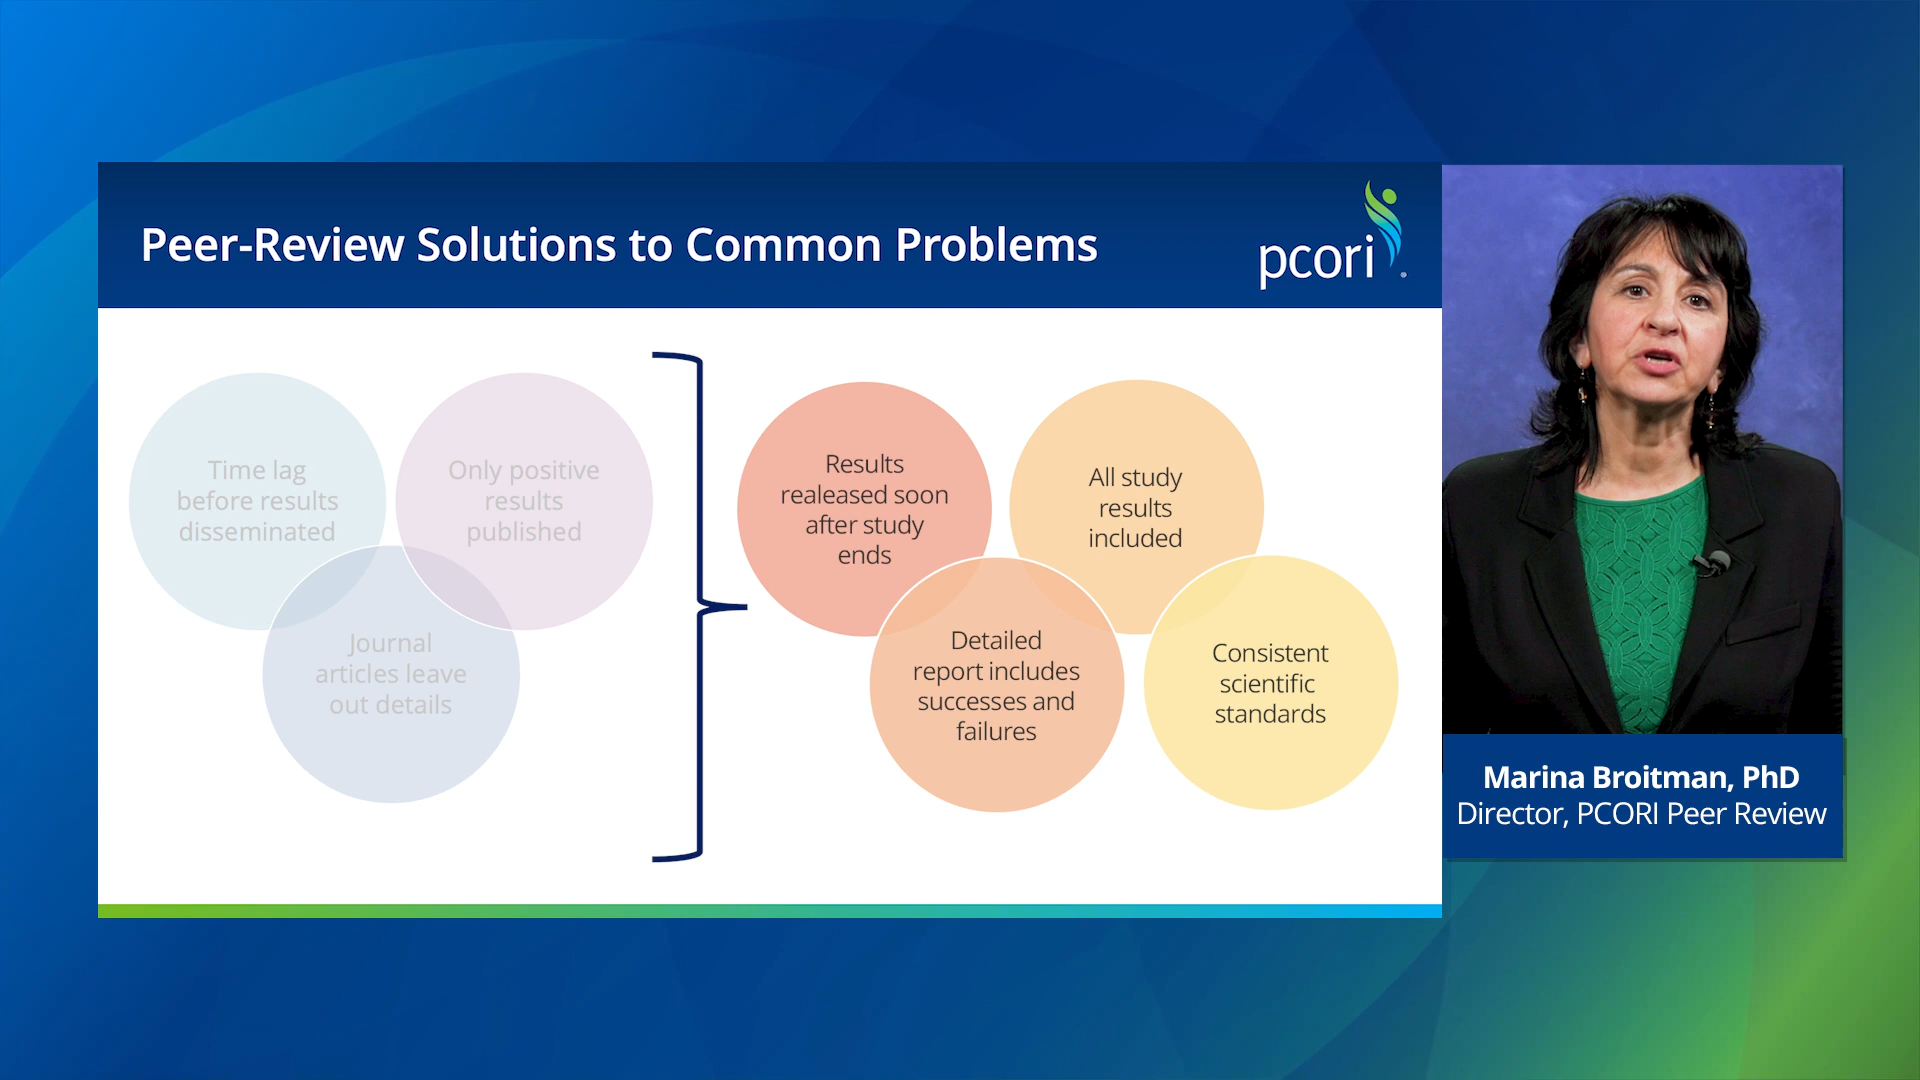 Peer-Review Solutions to Common Problems
pcori
®
Time lag
before results
disseminated
Only positive
results
published
Journal
articles leave
out details
Results
realeased soon
after study
ends
All study
results
included
Detailed
report includes
successes and
failures
Consistent
scientific
standards
Marina Broitman, PhD
Director, PCORI Peer Review